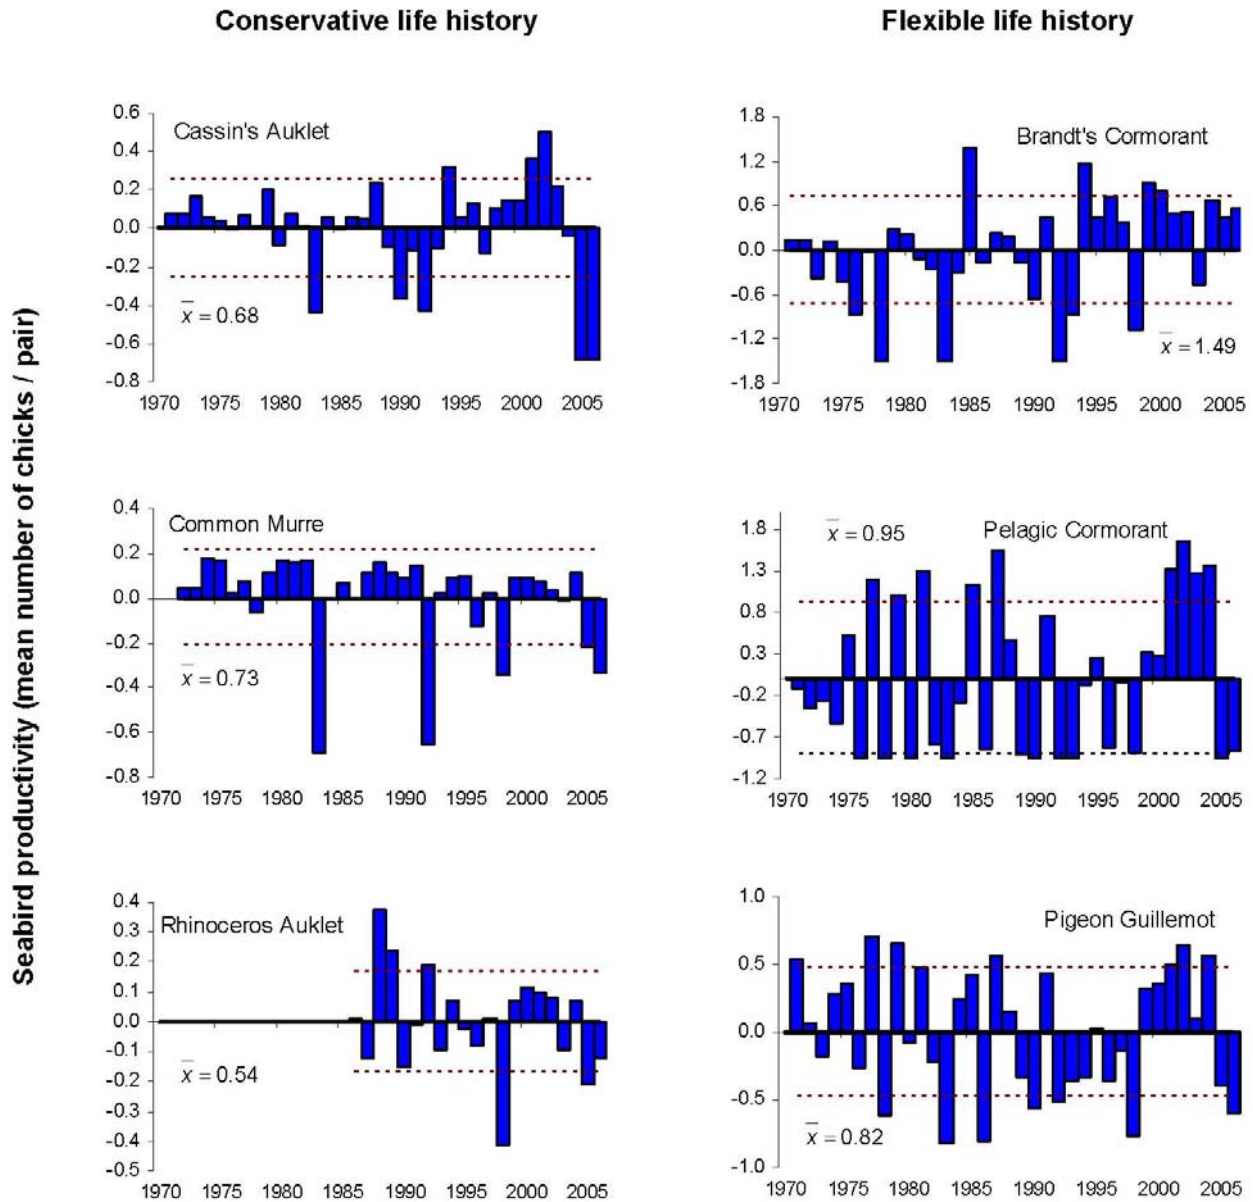 Conservative life history
Flexible life history
Seabird productivity (mean number of chicks / pair)
Cassin's Auklet
0.6
0.4
0.2
0.0
-0.2
-0.4
-0.6
-0.8
x̅ = 0.68
1970 1975 1980 1985 1990 1995 2000 2005
Brandt's Cormorant
1.8
1.2
0.6
0.0
-0.6
-1.2
-1.8
x̅ = 1.49
1970 1975 1980 1985 1990 1995 2000 2005
Common Murre
0.4
0.2
0.0
-0.2
-0.4
-0.6
-0.8
x̅ = 0.73
1970 1975 1980 1985 1990 1995 2000 2005
Pelagic Cormorant
x̅ = 0.95
1.8
1.3
0.8
0.3
-0.2
-0.7
-1.2
1970 1975 1980 1985 1990 1995 2000 2005
Rhinoceros Auklet
0.4
0.3
0.2
0.1
0.0
-0.1
-0.2
-0.3
-0.4
-0.5
x̅ = 0.54
1970 1975 1980 1985 1990 1995 2000 2005
Pigeon Guillemot
1.0
0.5
0.0
-0.5
-1.0
x̅ = 0.82
1970 1975 1980 1985 1990 1995 2000 2005